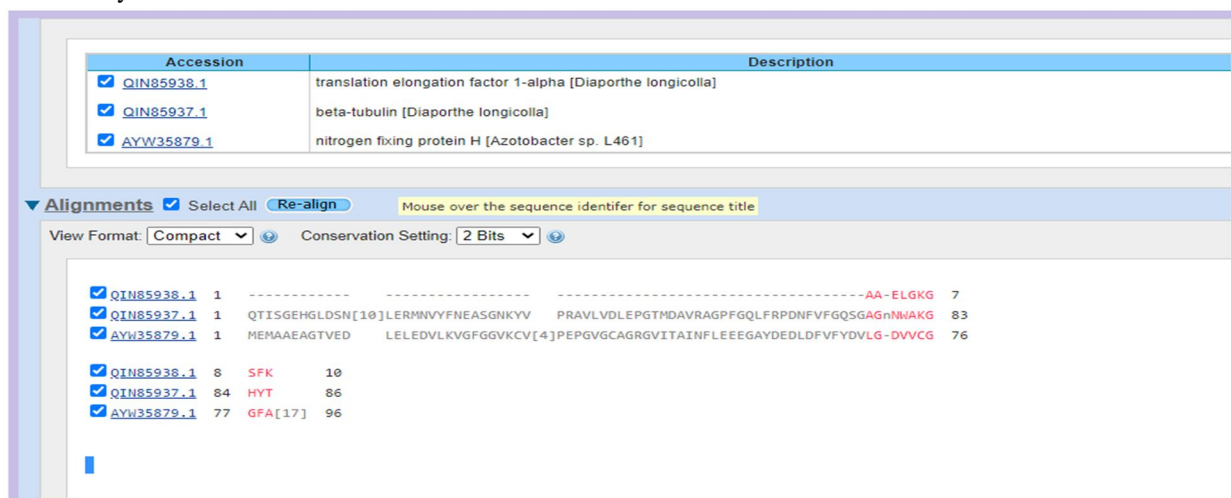 Accession Description
QIN85938.1 translation elongation factor 1-alpha [Diaporthe longicolla]
QIN85937.1 beta-tubulin [Diaporthe longicolla]
AYW35879.1 nitrogen fixing protein H [Azotobacter sp. L461]
Alignments Select All Re-align Mouse over the sequence identifer for sequence title
View Format: Compact Conservation Setting: 2 Bits
QIN85938.1 1 ------------ ---------------- ----------------------------------AA-ELGKG 7
QIN85937.1 1 QTISGEHGLDSN[10]LERMNVYFNEASGNKYV PRAVLVDLEPGTMDAVRAGPFGQLFRPDNFVFGQSGAGnNWAKG 83
AYW35879.1 1 MEMAAEAGTVED LELEDVLKVGFGGVKCV[4]PEPGVGCAGRGVITAINFLEEEGAYDEDLDFVFYDVLG-DVVCG 76
QIN85938.1 8 SFK 10
QIN85937.1 84 HYT 86
AYW35879.1 77 GFA[17] 96